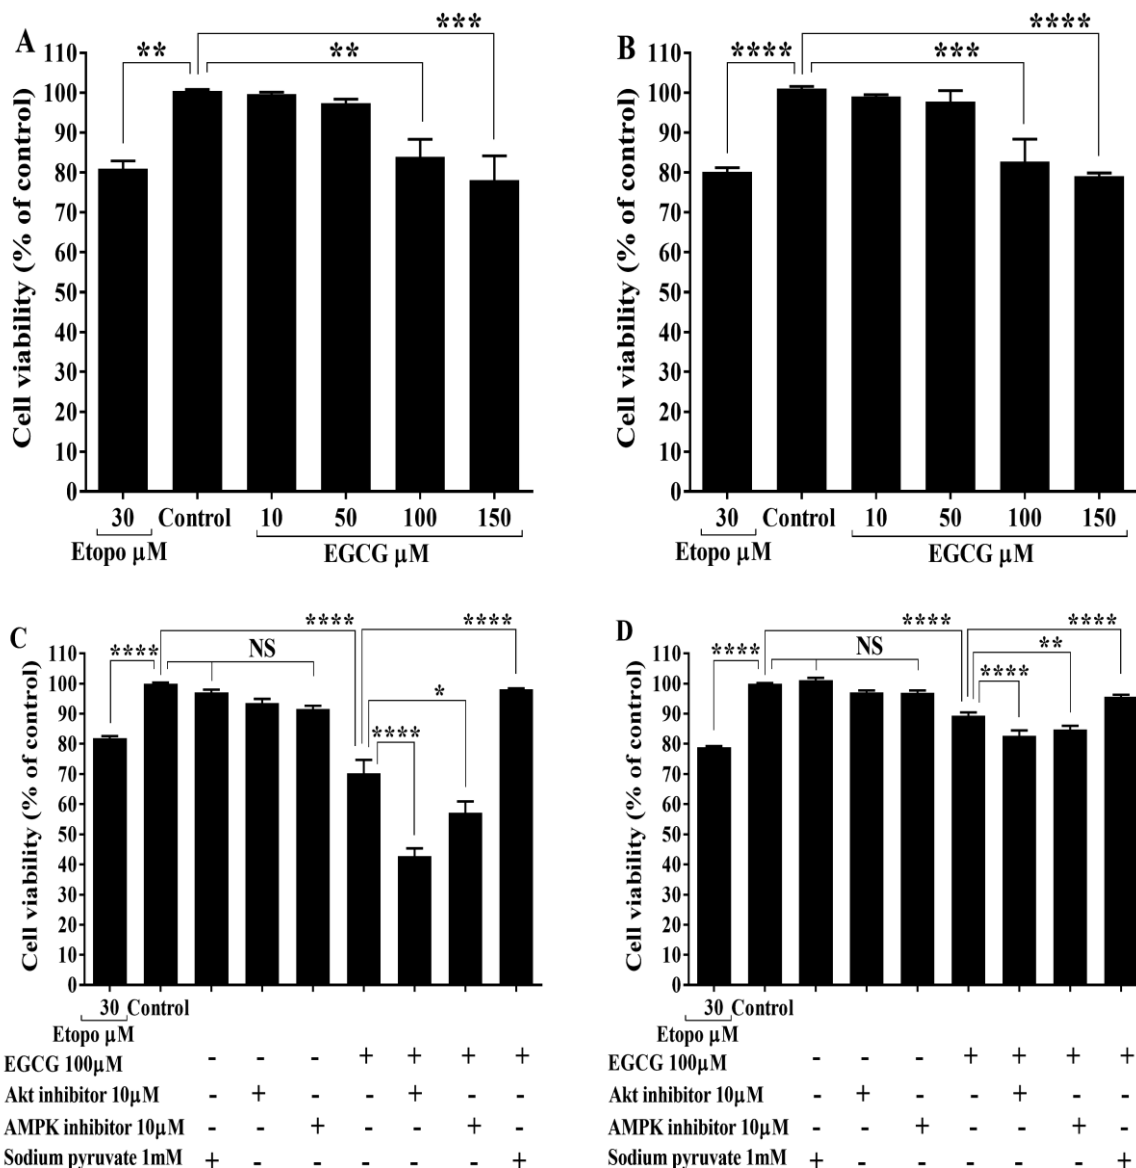 A
Cell viability (% of control)
110
100
90
80
70
60
50
40
30
20
10
0
** ** ***
30 Control 10 50 100 150
Etopo µM EGCG µM
B
Cell viability (% of control)
110
100
90
80
70
60
50
40
30
20
10
0
**** *** ****
30 Control 10 50 100 150
Etopo µM EGCG µM
C
Cell viability (% of control)
110
100
90
80
70
60
50
40
30
20
10
0
**** ****
**** NS
*
****
30 Control
Etopo µM
EGCG 100µM - - - + + + +
Akt inhibitor 10µM - + - - + - -
AMPK inhibitor 10µM - - + - - + -
Sodium pyruvate 1mM + - - - - - +
D
Cell viability (% of control)
110
100
90
80
70
60
50
40
30
20
10
0
**** ****
**** NS **
****
30 Control
Etopo µM
EGCG 100µM - - - + + + +
Akt inhibitor 10µM - + - - + - -
AMPK inhibitor 10µM - - + - - + -
Sodium pyruvate 1mM + - - - - - +